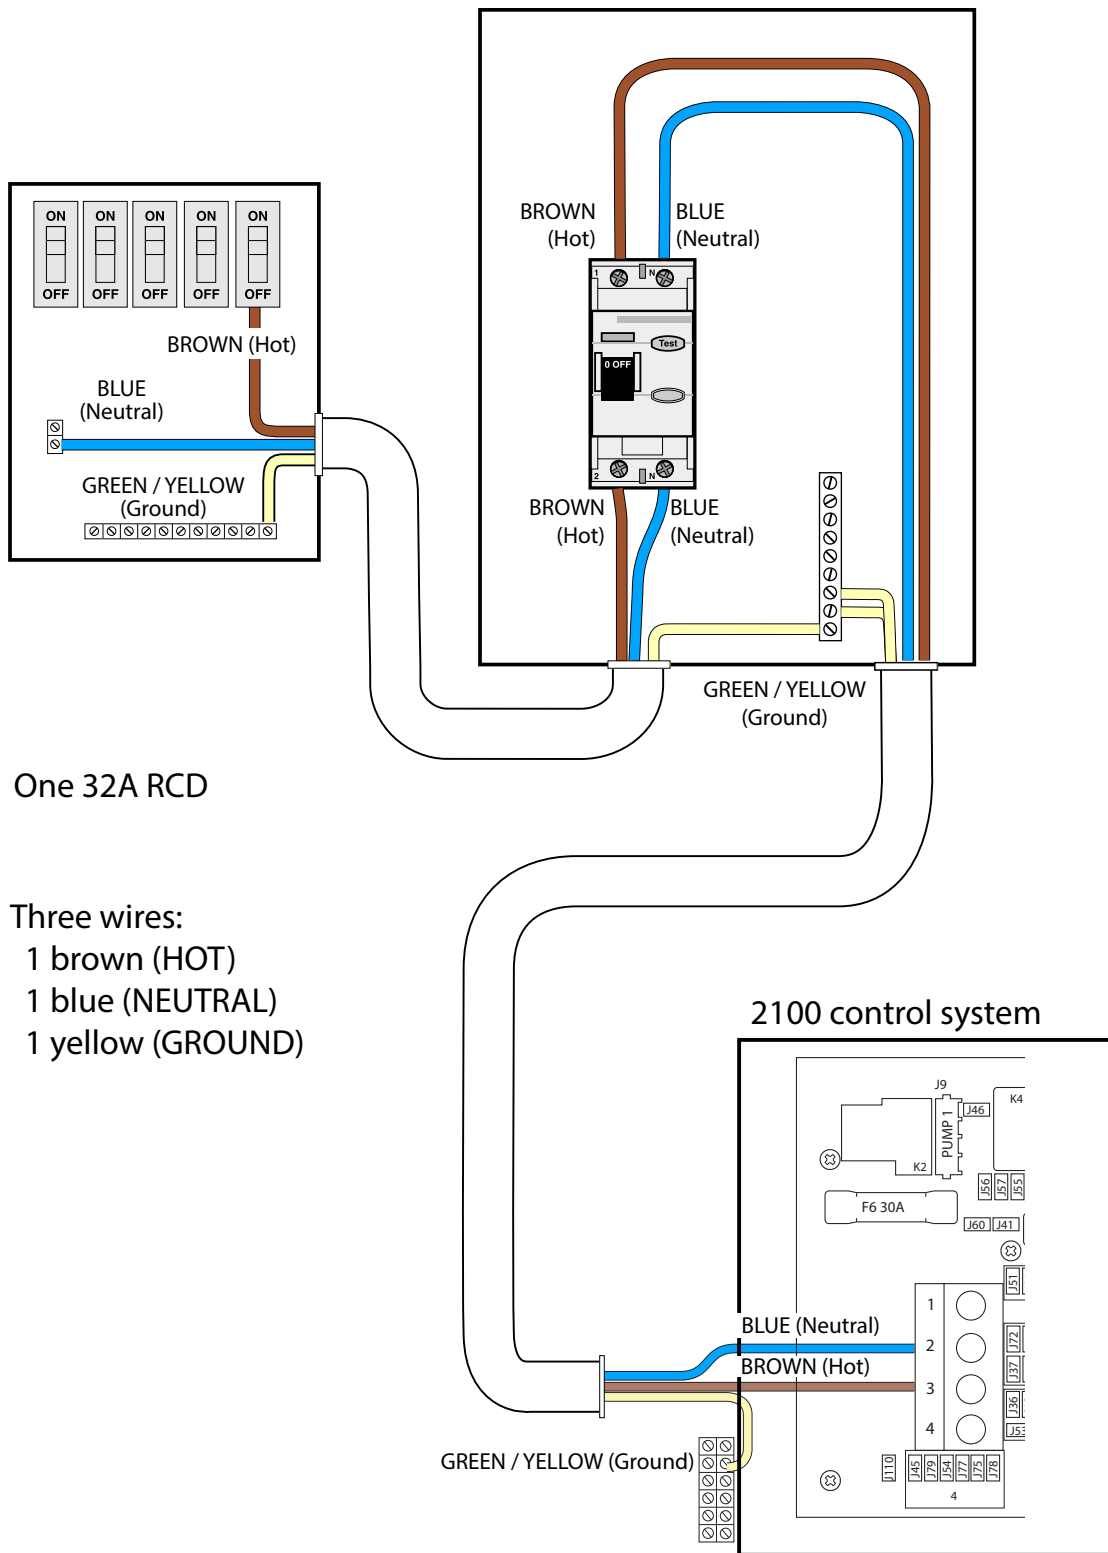 BROWN
(Hot)
BLUE
(Neutral)
1
N
Test
0 OFF
2
N
BROWN
(Hot)
BLUE
(Neutral)
GREEN / YELLOW
(Ground)
ON
ON
ON
ON
ON
OFF
OFF
OFF
OFF
OFF
BROWN (Hot)
BLUE
(Neutral)
GREEN / YELLOW
(Ground)
One 32A RCD
Three wires:
1 brown (HOT)
1 blue (NEUTRAL)
1 yellow (GROUND)
2100 control system
J9
PUMP 1
J46
K4
K2
J56
J57
J55
F6 30A
J60
J41
J51
1
2
3
4
BLUE (Neutral)
BROWN (Hot)
J72
J37
J36
J53
GREEN / YELLOW (Ground)
J110
J45
J79
J54
J77
J75
J78
4